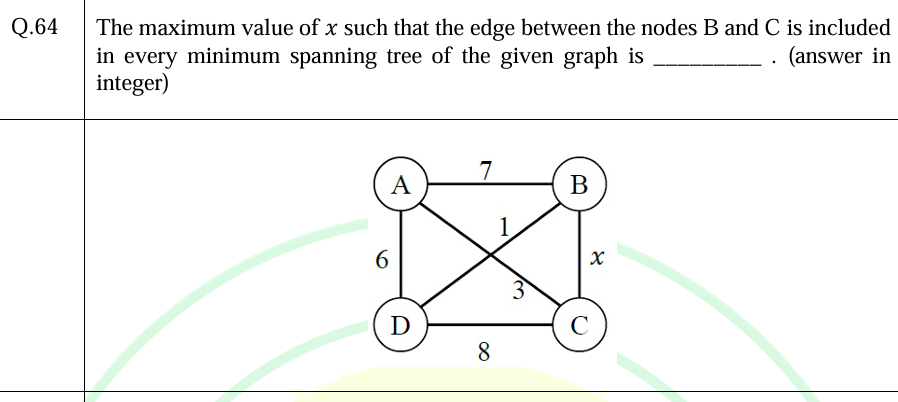 Q.64 The maximum value of x such that the edge between the nodes B and C is included
in every minimum spanning tree of the given graph is _________ . (answer in
integer)
7
A B
1
6 x
3
D C
8